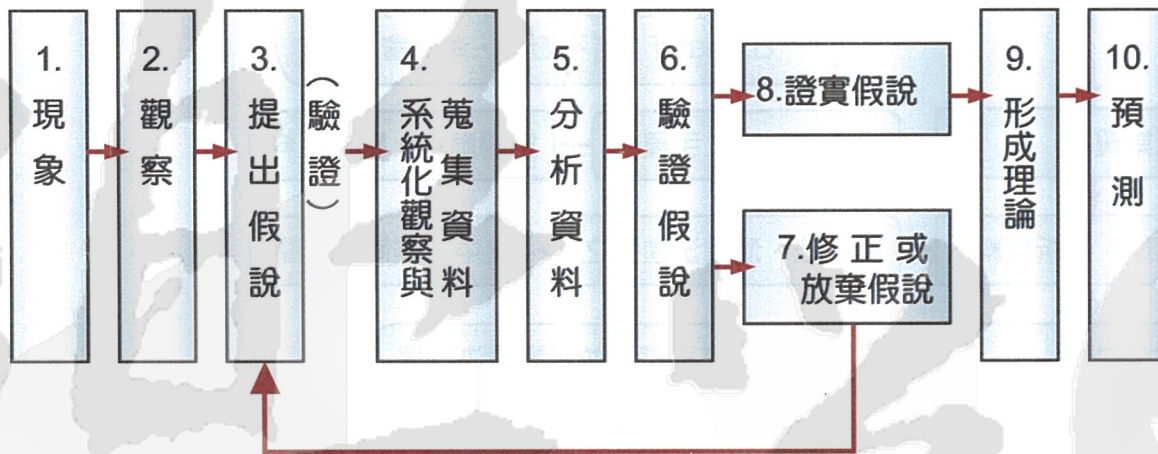 1.現象
2.觀察
3.提出假說
（驗證）
4.系統化觀察與
蒐集資料
5.分析資料
6.驗證假說
8.證實假說
7.修正或
放棄假說
9.形成理論
10.預測